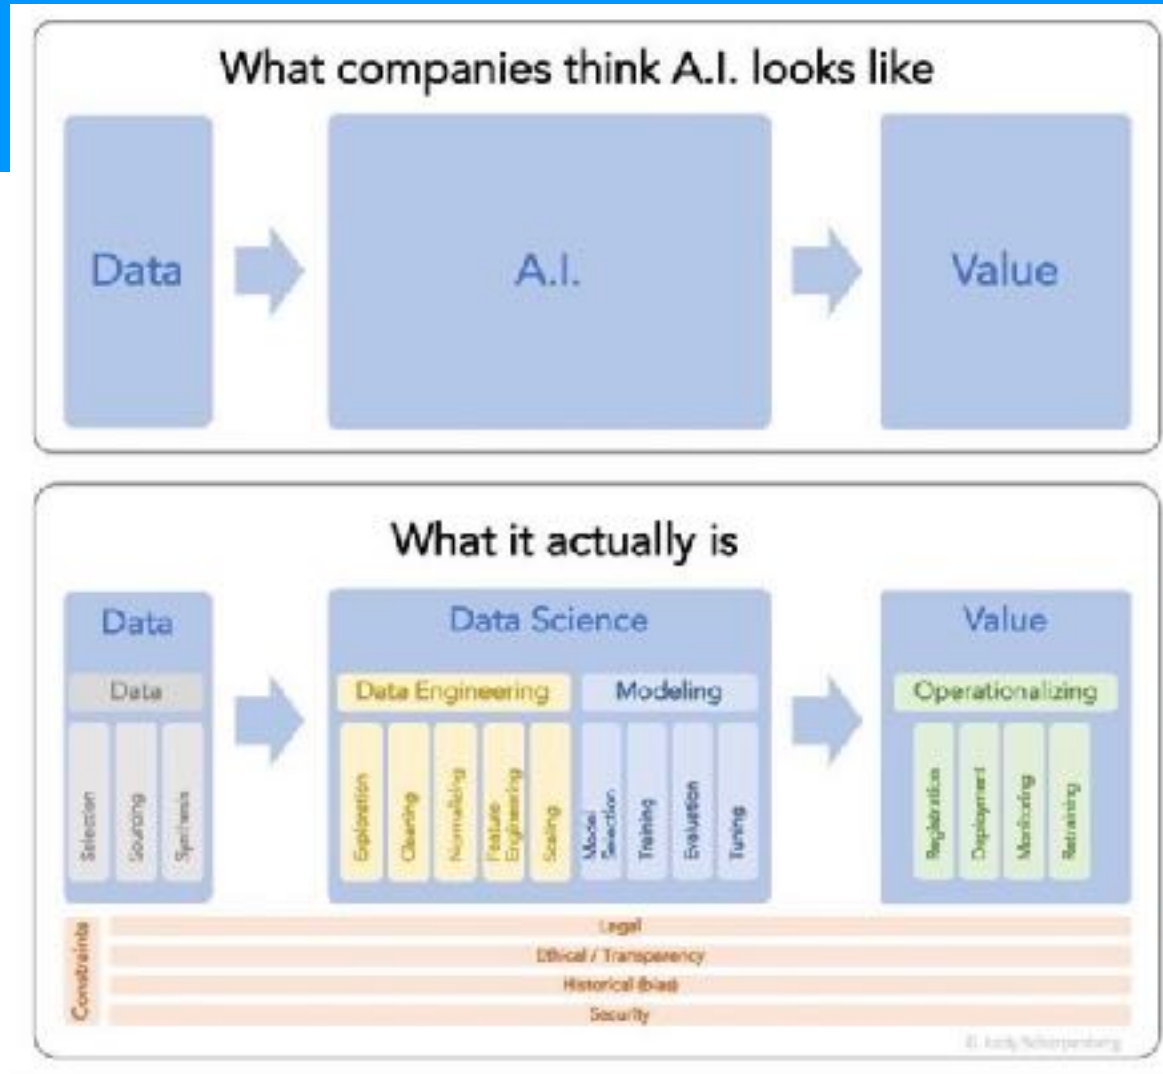 What companies think A.I. looks like
Data
A.I.
Value
What it actually is
Data
Data Science
Value
Data
Data Engineering
Modeling
Operationalizing
Selection
Sourcing
Synthesis
Exploration
Cleaning
Normalizing
Feature
Engineering
Scaling
Model
Selection
Training
Evaluation
Tuning
Registration
Deployment
Monitoring
Retraining
Constraints
Legal
Ethical / Transparency
Historical (bias)
Security
©